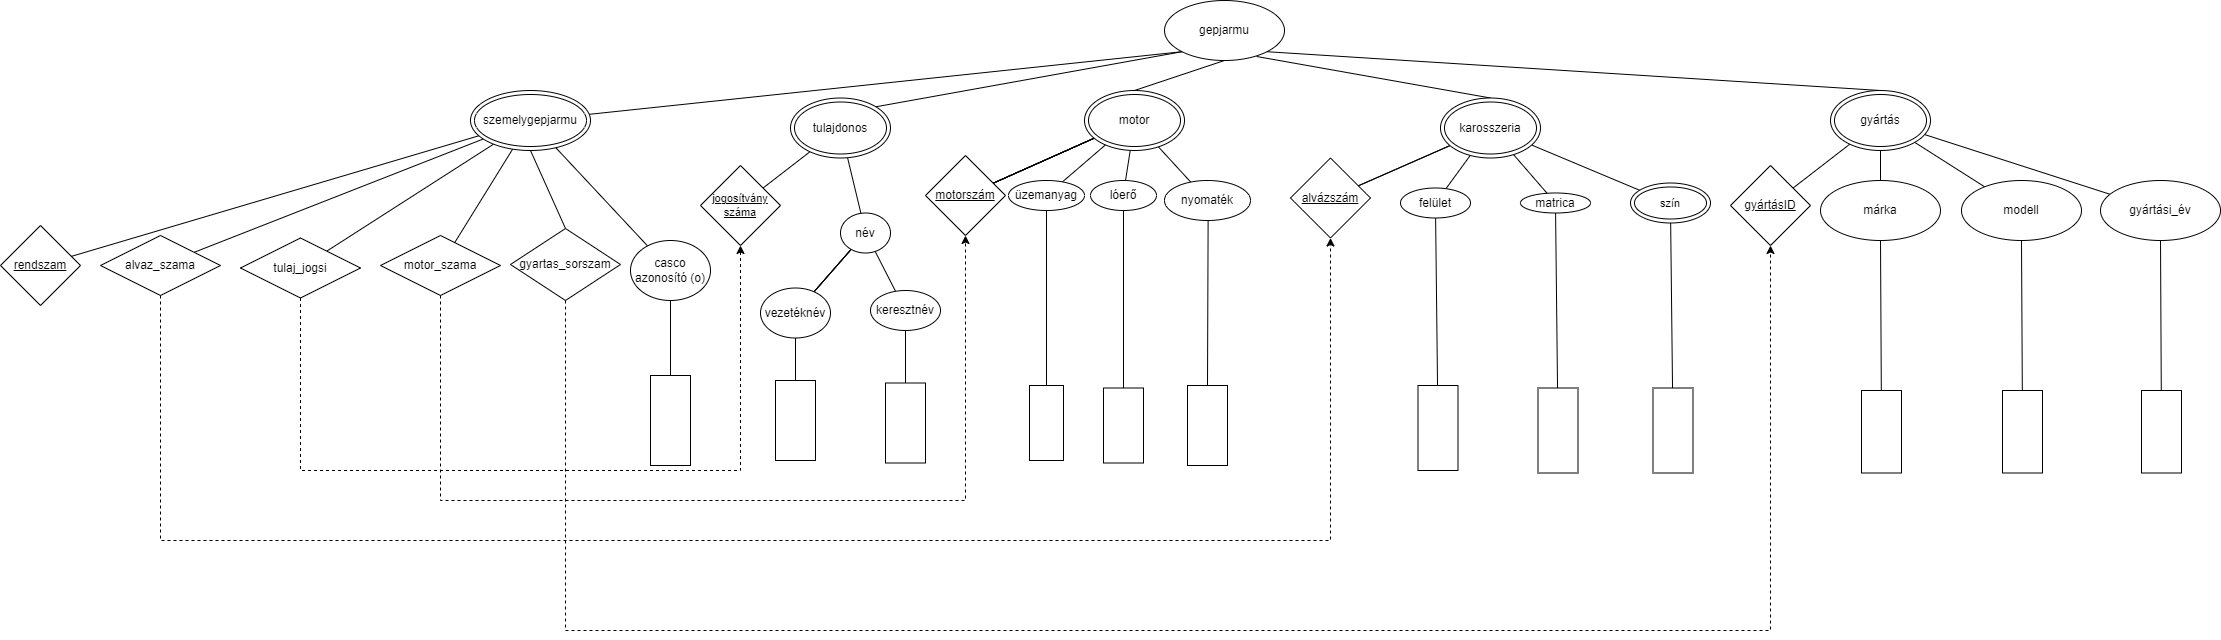 gepjarmu
szemelygepjarmu
tulajdonos
motor
karosszeria
gyártás
rendszam
alvaz_szama
tulaj_jogsi
motor_szama
gyartas_sorszam
casco
azonosító (o)
jogosítvány
száma
név
vezetéknév
keresztnév
motorszám
üzemanyag
lóerő
nyomaték
alvázszám
felület
matrica
szín
gyártásID
márka
modell
gyártási_év